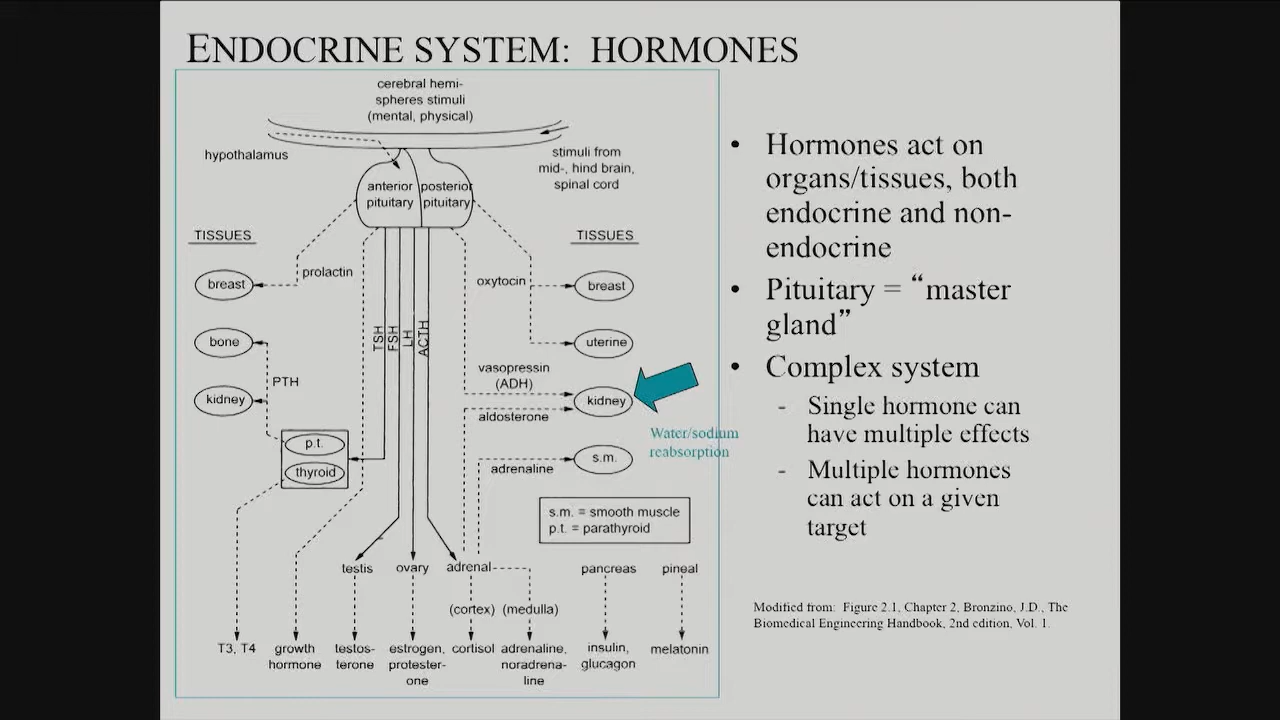 ENDOCRINE SYSTEM: HORMONES
cerebral hemi-
spheres stimuli
(mental, physical)
hypothalamus
stimuli from
mid-, hind brain,
spinal cord
anterior
pituitary
posterior
pituitary
TISSUES
TISSUES
prolactin
oxytocin
breast
breast
bone
uterine
TSH
FSH
LH
ACTH
vasopressin
(ADH)
PTH
kidney
kidney
aldosterone
p.t.
thyroid
s.m.
adrenaline
Water/sodium
reabsorption
s.m. = smooth muscle
p.t. = parathyroid
testis
ovary
adrenal
pancreas
pineal
(cortex)
(medulla)
T3, T4
growth
hormone
testos-
terone
estrogen,
protester-
one
cortisol
adrenaline,
noradrena-
line
insulin,
glucagon
melatonin
• Hormones act on
organs/tissues, both
endocrine and non-
endocrine
• Pituitary = “master
gland”
• Complex system
- Single hormone can
have multiple effects
- Multiple hormones
can act on a given
target
Modified from: Figure 2.1, Chapter 2, Bronzino, J.D., The
Biomedical Engineering Handbook, 2nd edition, Vol. 1.